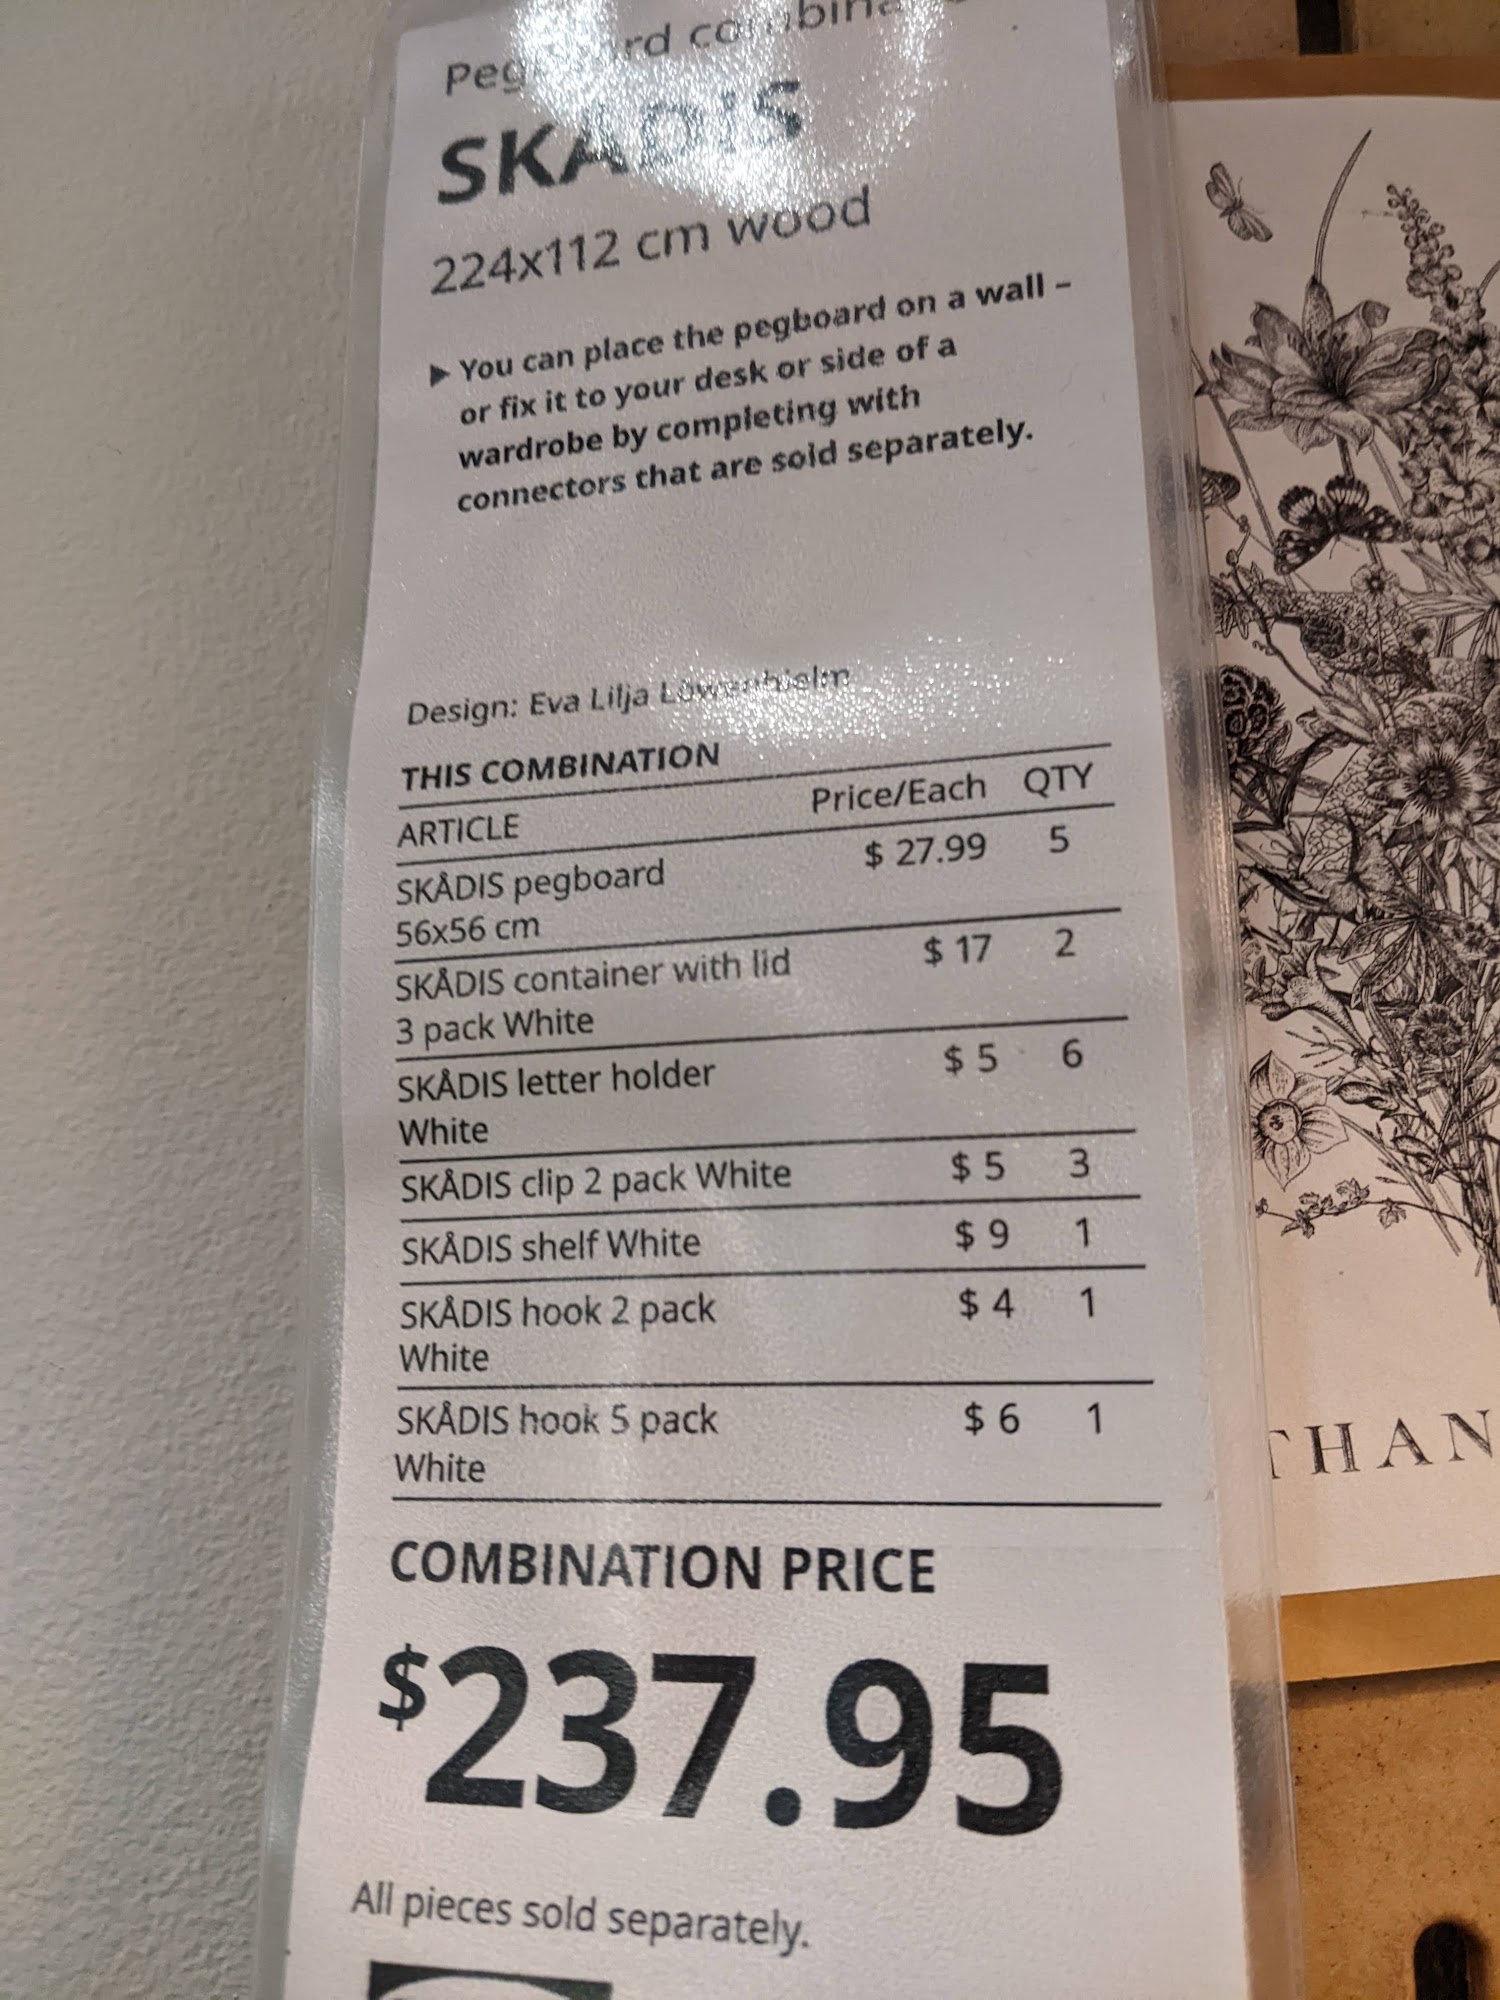 SKÅDIS
224x112 cm wood
▶ You can place the pegboard on a wall –
or fix it to your desk or side of a
wardrobe by completing with
connectors that are sold separately.
Design: Eva Lilja Löwenhielm
THIS COMBINATION
ARTICLE Price/Each QTY
SKÅDIS pegboard $ 27.99 5
56x56 cm
SKÅDIS container with lid $ 17 2
3 pack White
SKÅDIS letter holder $ 5 6
White
SKÅDIS clip 2 pack White $ 5 3
SKÅDIS shelf White $ 9 1
SKÅDIS hook 2 pack $ 4 1
White
SKÅDIS hook 5 pack $ 6 1
White
COMBINATION PRICE
$237.95
All pieces sold separately.
THAN